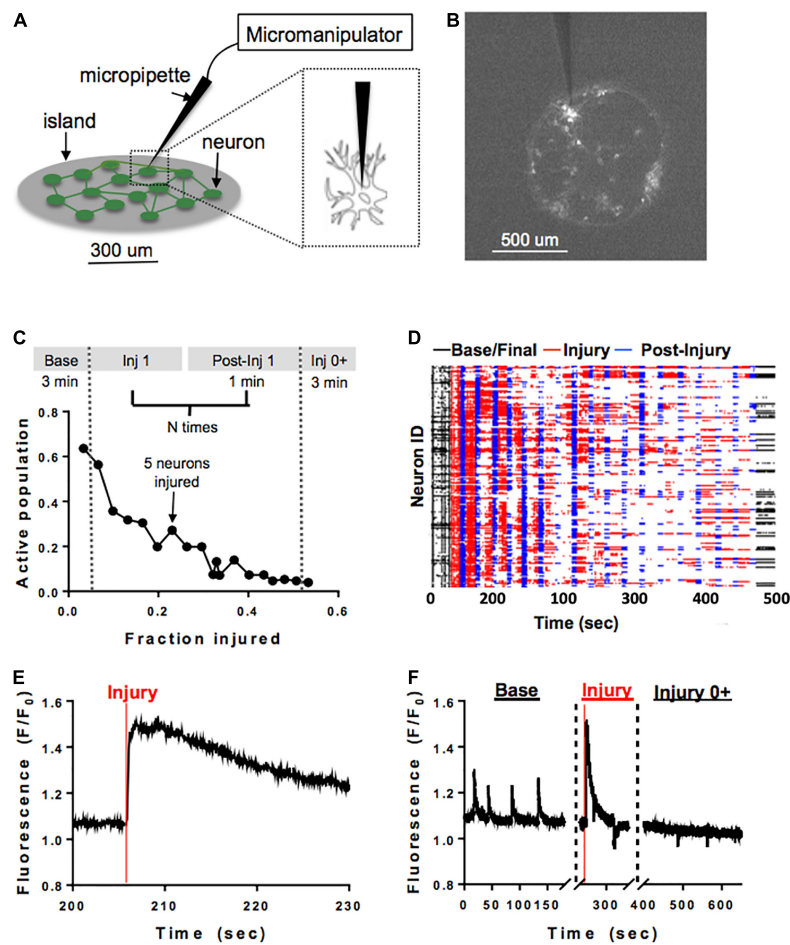 A
Micromanipulator
micropipette
island
neuron
300 um
B
500 um
C
Base
Inj 1
Post-Inj 1
Inj 0+
3 min
1 min
3 min
N times
5 neurons
injured
Active population
0.8
0.6
0.4
0.2
0.0
0.0
0.2
0.4
0.6
Fraction injured
D
Base/Final
Injury
Post-Injury
Neuron ID
0
200
100
300
400
500
Time (sec)
E
Injury
Fluorescence (F/F0)
1.6
1.4
1.2
1.0
0.8
200
210
220
230
Time (sec)
F
Base
Injury
Injury 0+
Fluorescence (F/F0)
1.6
1.4
1.2
1.0
0.8
0
50
100
150
300
400
500
600
Time (sec)